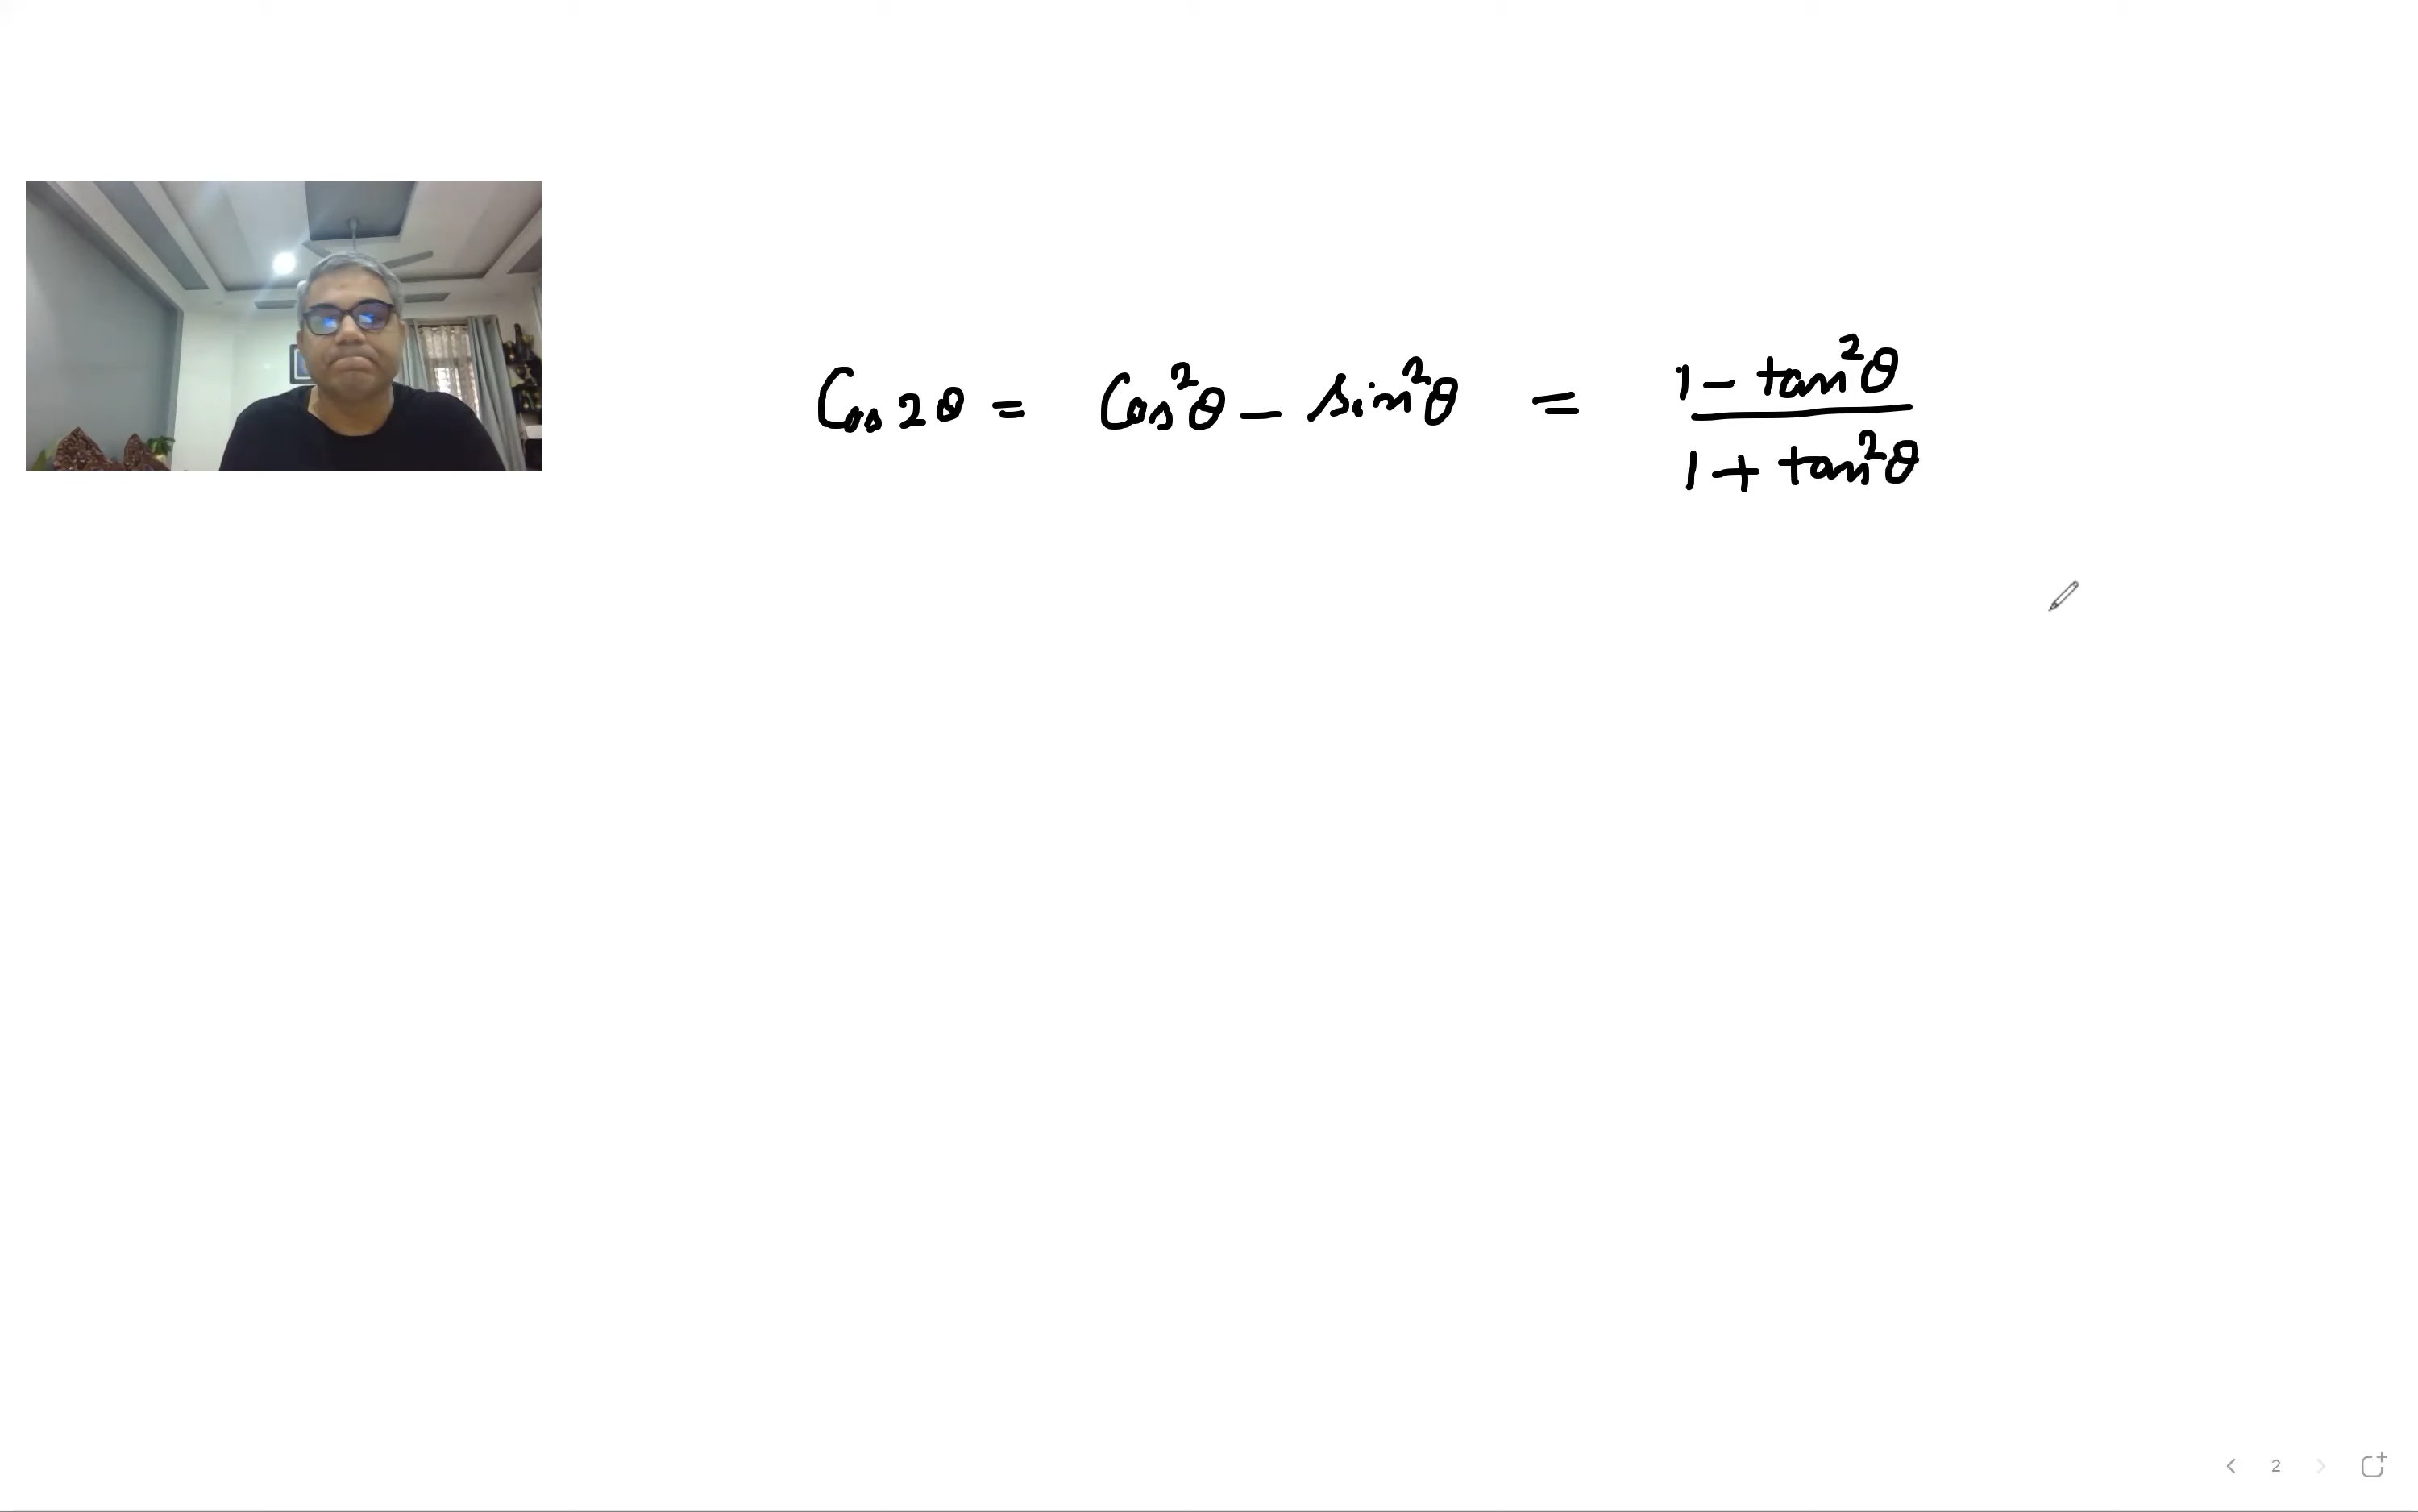 Cos 2θ = Cos²θ - sin²θ = (1 - tan²θ)/(1 + tan²θ)
2